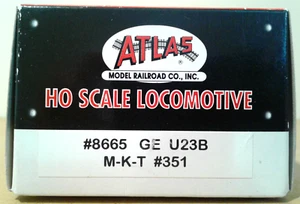 ATLAS
MODEL RAILROAD CO., INC.
HO SCALE LOCOMOTIVE
#8665 GE U23B
M-K-T #351